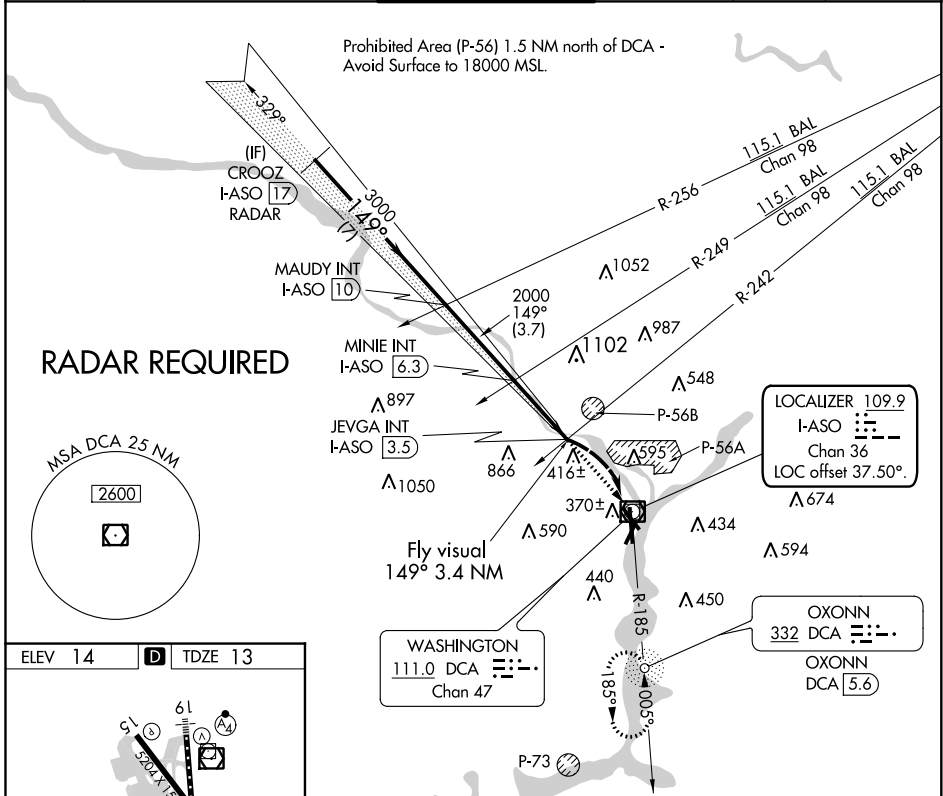 Prohibited Area (P-56) 1.5 NM north of DCA -
Avoid Surface to 18000 MSL.
329°
(IF)
CROOZ
I-ASO 17
RADAR
3000
149°
(7)
115.1 BAL
Chan 98
R-256
115.1 BAL
Chan 98
R-249
115.1 BAL
Chan 98
R-242
MAUDY INT
I-ASO 10
1052
2000
149°
(3.7)
987
1102
MINIE INT
I-ASO 6.3
RADAR REQUIRED
548
897
P-56B
JEVGA INT
I-ASO 3.5
LOCALIZER 109.9
I-ASO
Chan 36
LOC offset 37.50°.
P-56A
595
866
416±
1050
MSA DCA 25 NM
2600
674
370±
434
590
594
Fly visual
149° 3.4 NM
440
450
R-185
WASHINGTON
111.0 DCA
Chan 47
OXONN
332 DCA
OXONN
DCA 5.6
185°
005°
P-73
ELEV 14
D
TDZE 13
15
19
P
V
A4
5204 X 15